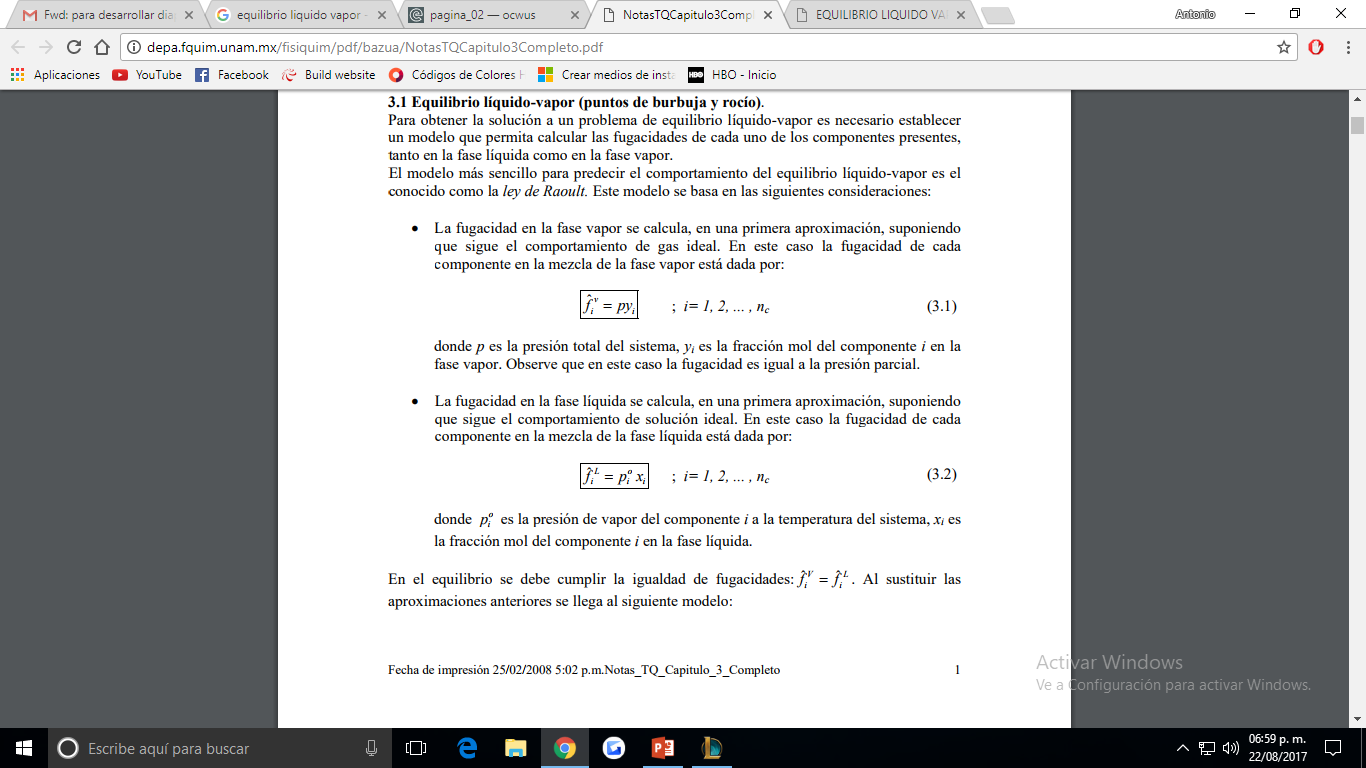 Fwd: para desarrollar dia
equilibrio liquido vapor -
pagina_02 — ocwus
NotasTQCapitulo3Compl
EQUILIBRIO LIQUIDO VA
Antonio
depa.fquim.unam.mx/fisiquim/pdf/bazua/NotasTQCapitulo3Completo.pdf
Aplicaciones YouTube Facebook Build website Códigos de Colores H Crear medios de insta HBO HBO - Inicio
3.1 Equilibrio líquido-vapor (puntos de burbuja y rocío).
Para obtener la solución a un problema de equilibrio líquido-vapor es necesario establecer
un modelo que permita calcular las fugacidades de cada uno de los componentes presentes,
tanto en la fase líquida como en la fase vapor.
El modelo más sencillo para predecir el comportamiento del equilibrio líquido-vapor es el
conocido como la ley de Raoult. Este modelo se basa en las siguientes consideraciones:
• La fugacidad en la fase vapor se calcula, en una primera aproximación, suponiendo
que sigue el comportamiento de gas ideal. En este caso la fugacidad de cada
componente en la mezcla de la fase vapor está dada por:
f̂ᵢᵛ = pyᵢ ; i= 1, 2, ... , n_c (3.1)
donde p es la presión total del sistema, yᵢ es la fracción mol del componente i en la
fase vapor. Observe que en este caso la fugacidad es igual a la presión parcial.
• La fugacidad en la fase líquida se calcula, en una primera aproximación, suponiendo
que sigue el comportamiento de solución ideal. En este caso la fugacidad de cada
componente en la mezcla de la fase líquida está dada por:
f̂ᵢᴸ = pᵢᵒ xᵢ ; i= 1, 2, ... , n_c (3.2)
donde pᵢᵒ es la presión de vapor del componente i a la temperatura del sistema, xᵢ es
la fracción mol del componente i en la fase líquida.
En el equilibrio se debe cumplir la igualdad de fugacidades: f̂ᵢⱽ = f̂ᵢᴸ. Al sustituir las
aproximaciones anteriores se llega al siguiente modelo:
Fecha de impresión 25/02/2008 5:02 p.m.Notas_TQ_Capitulo_3_Completo 1
Activar Windows
Ve a Configuración para activar Windows.
Escribe aquí para buscar
06:59 p. m.
22/08/2017